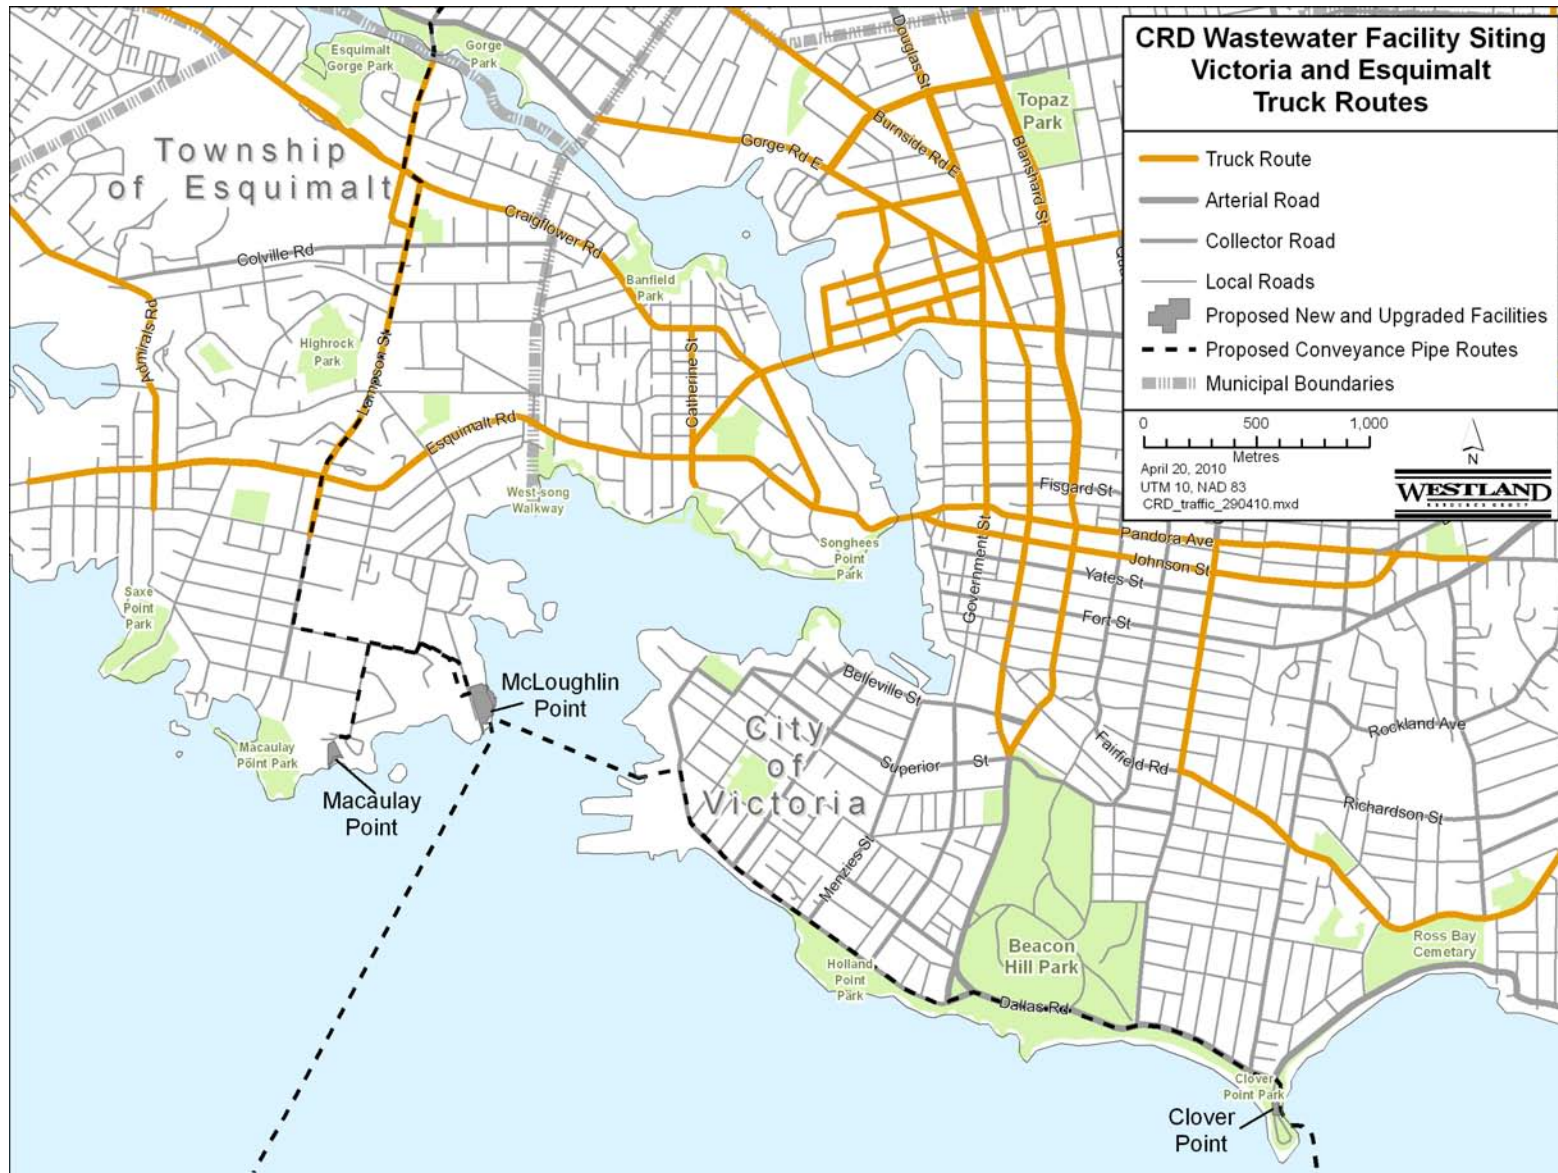 CRD Wastewater Facility Siting
Victoria and Esquimalt
Truck Routes
Truck Route
Arterial Road
Collector Road
Local Roads
Proposed New and Upgraded Facilities
Proposed Conveyance Pipe Routes
Municipal Boundaries
0 500 1,000
Metres
April 20, 2010
UTM 10, NAD 83
CRD_traffic_290410.mxd
N
WESTLAND
RESOURCE GROUP
Esquimalt
Gorge Park
Gorge
Park
Township
of Esquimalt
Douglas St
Topaz
Park
Burnside Rd E
Gorge Rd E
Blanshard St
Craigflower Rd
Colville Rd
Banfield
Park
Admirals Rd
Highrock
Park
Lampson St
Catherine St
Esquimalt Rd
West song
Walkway
Songhees
Point
Park
Fisgard St
Pandora Ave
Johnson St
Yates St
Fort St
Government St
Saxe
Point
Park
McLoughlin
Point
Macaulay
Point Park
Macaulay
Point
Belleville St
City
of
Victoria
Superior St
Fairfield Rd
Rockland Ave
Richardson St
Menzies St
Beacon
Hill Park
Ross Bay
Cemetery
Holland
Point
Park
Dallas Rd
Clover
Point Park
Clover
Point